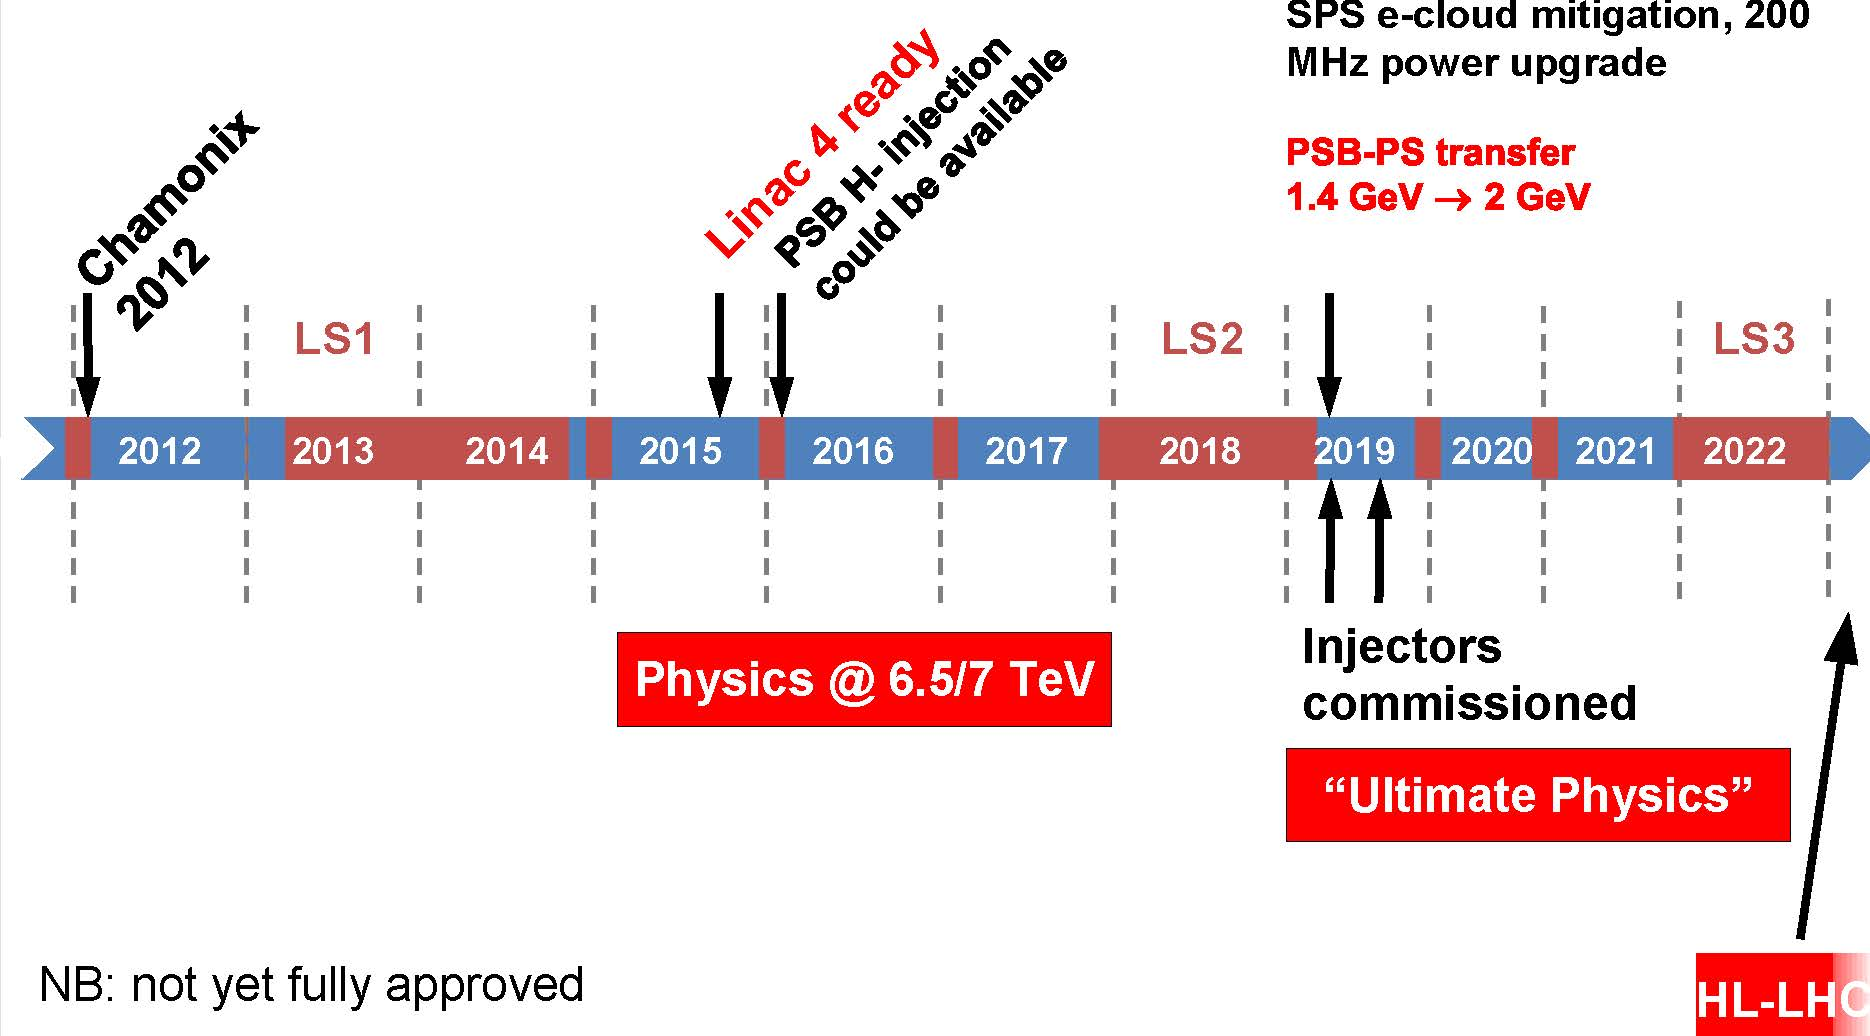 SPS e-cloud mitigation, 200
MHz power upgrade
PSB-PS transfer
1.4 GeV → 2 GeV
Chamonix
2012
Linac 4 ready
PSB H- injection
could be available
LS1
LS2
LS3
2012
2013
2014
2015
2016
2017
2018
2019
2020
2021
2022
Physics @ 6.5/7 TeV
Injectors
commissioned
“Ultimate Physics”
NB: not yet fully approved
HL-LHC